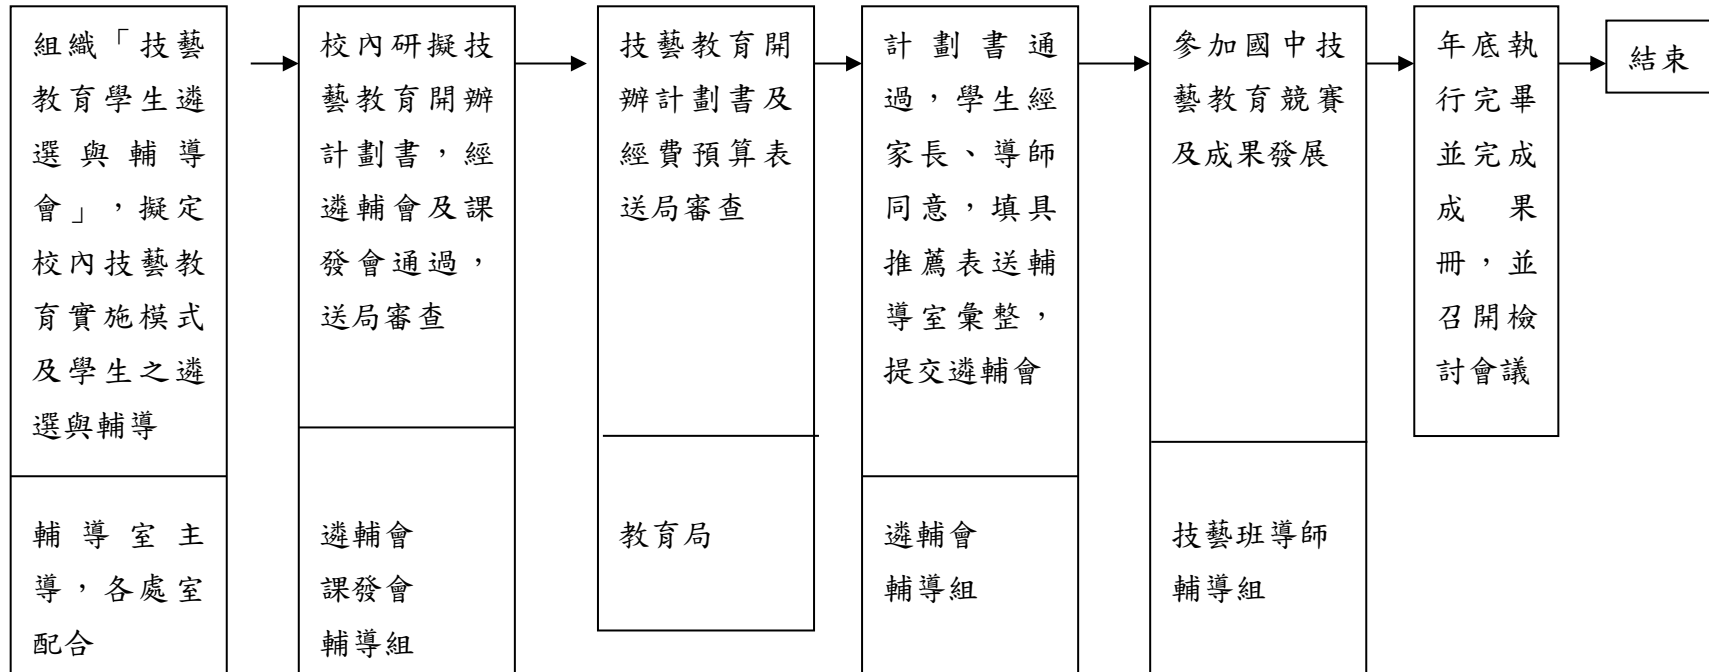 組織「技藝
教育學生遴
選與輔導
會」，擬定
校內技藝教
育實施模式
及學生之遴
選與輔導
輔導室主
導，各處室
配合
校內研擬技
藝教育開辦
計劃書，經
遴輔會及課
發會通過，
送局審查
遴輔會
課發會
輔導組
技藝教育開
辦計劃書及
經費預算表
送局審查
教育局
計劃書通
過，學生經
家長、導師
同意，填具
推薦表送輔
導室彙整，
提交遴輔會
遴輔會
輔導組
參加國中技
藝教育競賽
及成果發展
技藝班導師
輔導組
年底執
行完畢
並完成
成果
冊，並
召開檢
討會議
結束